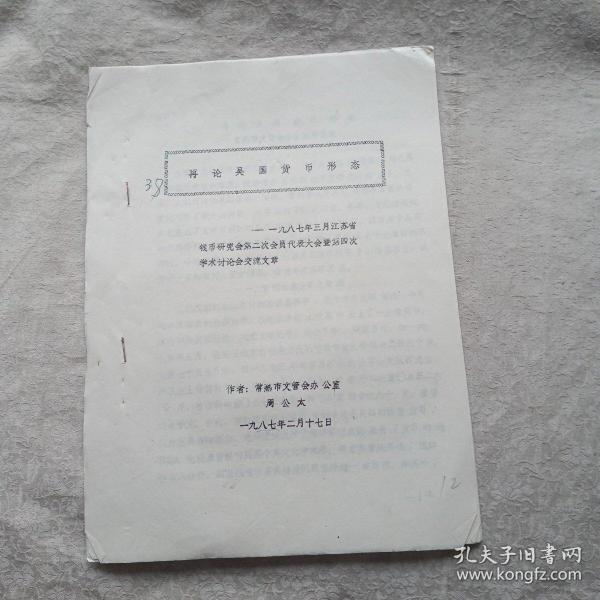 38
再论吴国货币形态
——一九八七年三月江苏省
钱币研究会第二次会员代表大会暨第四次
学术讨论会交流文章
作者：常熟市文管会办公室
周公太
一九八七年二月十七日
12
孔夫子旧书网
www.kongfz.com